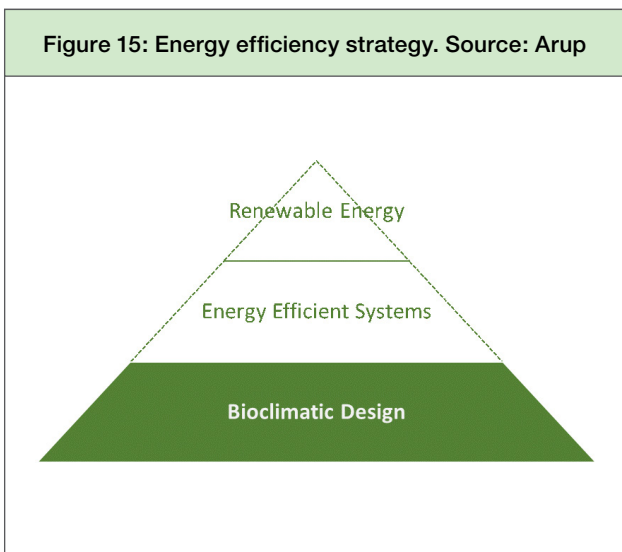 Figure 15: Energy efficiency strategy. Source: Arup
Renewable Energy
Energy Efficient Systems
Bioclimatic Design